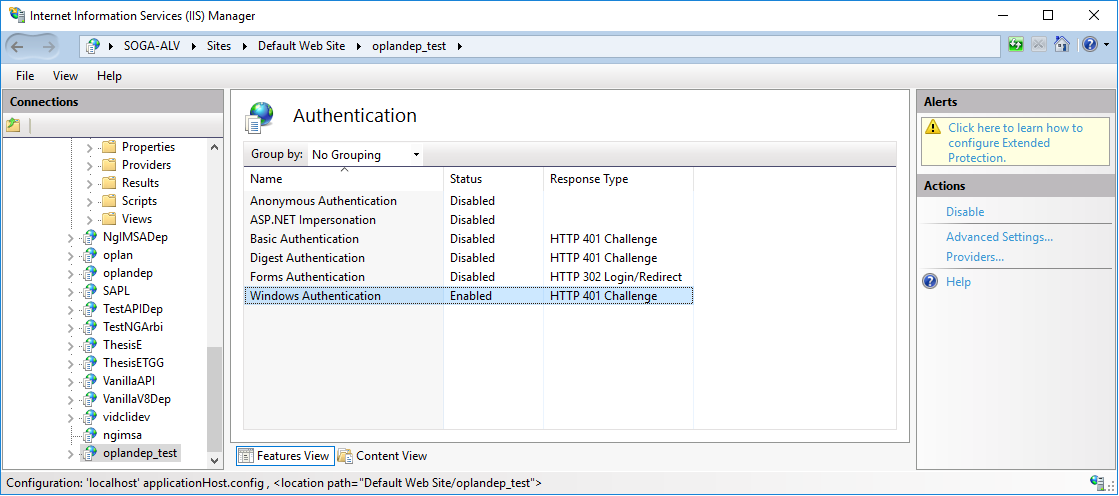 Internet Information Services (IIS) Manager
SOGA-ALV Sites Default Web Site oplandep_test
File View Help
Connections
Properties
Providers
Results
Scripts
Views
NgIMSADep
oplan
oplandep
SAPL
TestAPIDep
TestNGArbi
ThesisE
ThesisETGG
VanillaAPI
VanillaV8Dep
vidclidev
ngimsa
oplandep_test
Authentication
Group by: No Grouping
Name Status Response Type
Anonymous Authentication Disabled
ASP.NET Impersonation Disabled
Basic Authentication Disabled HTTP 401 Challenge
Digest Authentication Disabled HTTP 401 Challenge
Forms Authentication Disabled HTTP 302 Login/Redirect
Windows Authentication Enabled HTTP 401 Challenge
Features View Content View
Alerts
Click here to learn how to
configure Extended
Protection.
Actions
Disable
Advanced Settings...
Providers...
Help
Configuration: 'localhost' applicationHost.config , <location path="Default Web Site/oplandep_test">